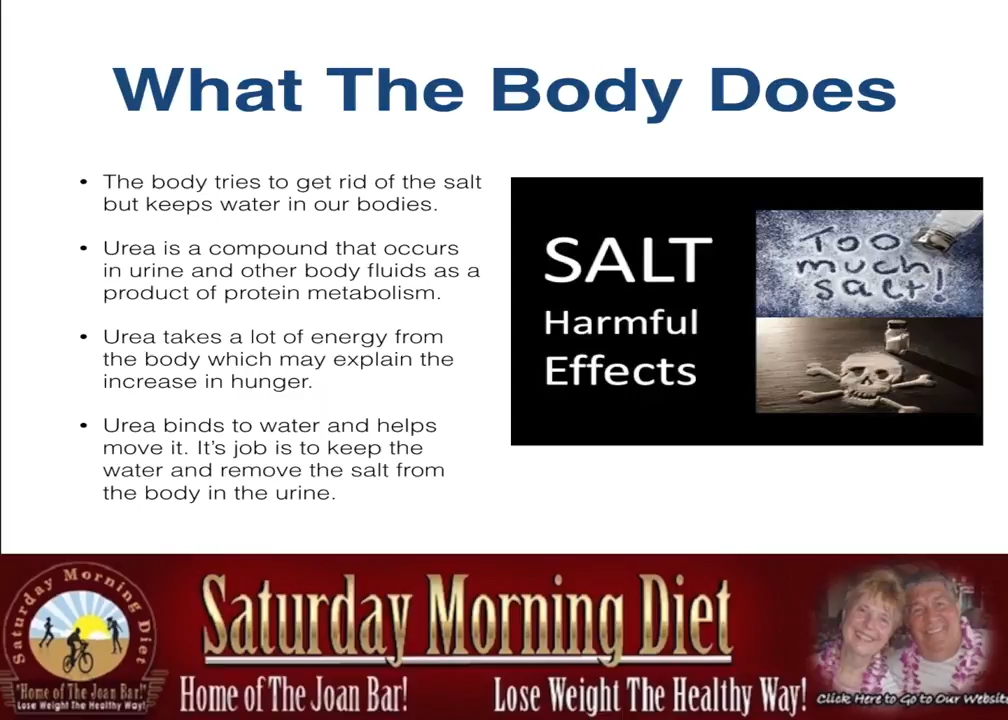 What The Body Does
• The body tries to get rid of the salt
but keeps water in our bodies.
• Urea is a compound that occurs
in urine and other body fluids as a
product of protein metabolism.
• Urea takes a lot of energy from
the body which may explain the
increase in hunger.
• Urea binds to water and helps
move it. It's job is to keep the
water and remove the salt from
the body in the urine.
SALT
Harmful
Effects
Too
much
salt!
Saturday Morning Diet
"Home of The Joan Bar!"
Lose Weight The Healthy Way!
Saturday Morning Diet
Home of The Joan Bar! Lose Weight The Healthy Way!
Click Here to Go to Our Websit